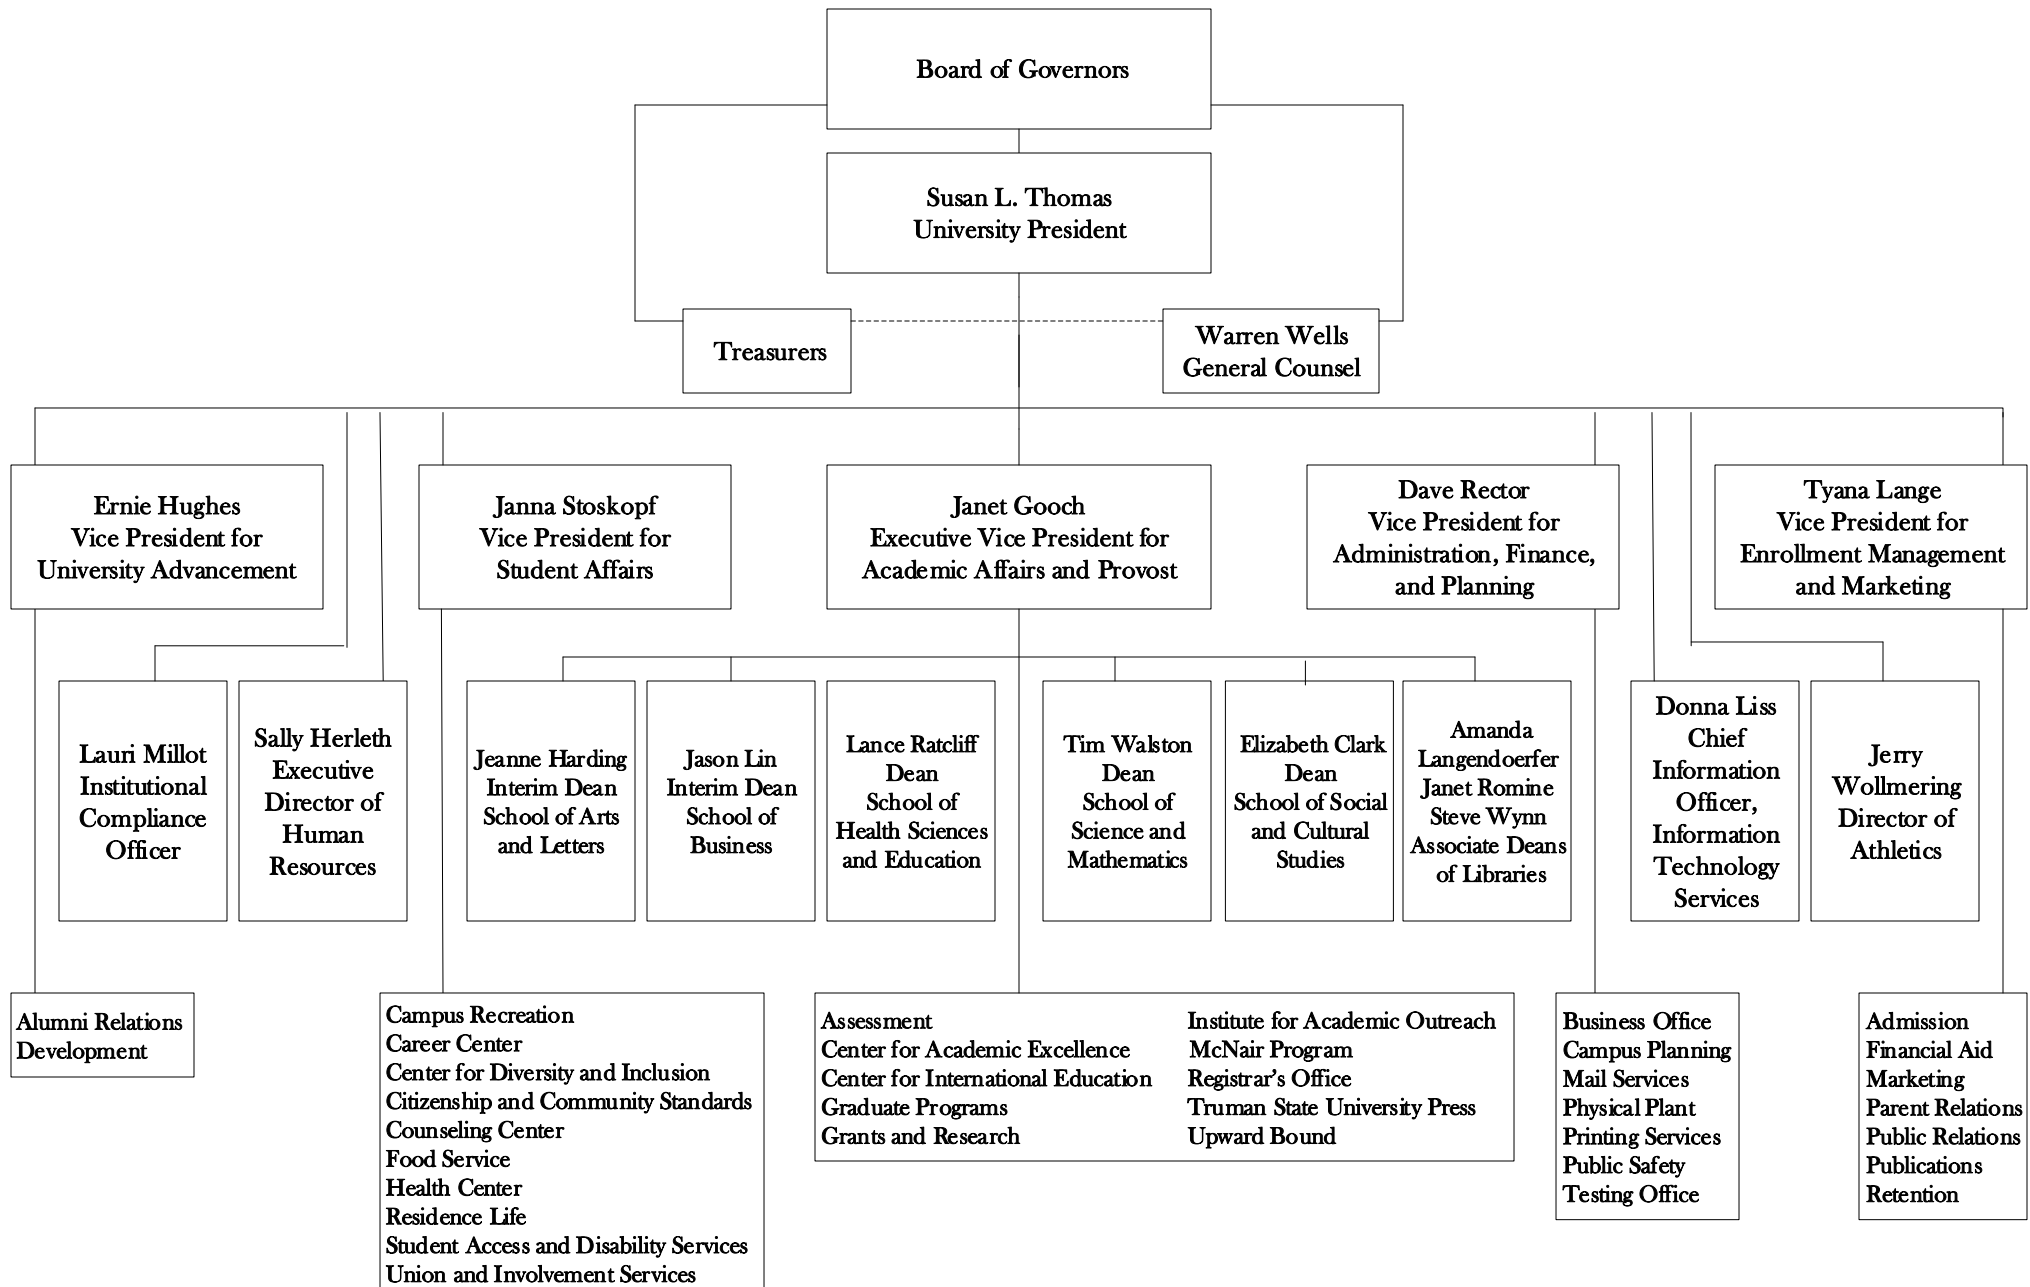 Board of Governors
Susan L. Thomas
University President
Treasurers
Warren Wells
General Counsel
Ernie Hughes
Vice President for
University Advancement
Janna Stoskopf
Vice President for
Student Affairs
Janet Gooch
Executive Vice President for
Academic Affairs and Provost
Dave Rector
Vice President for
Administration, Finance,
and Planning
Tyana Lange
Vice President for
Enrollment Management
and Marketing
Lauri Millot
Institutional
Compliance
Officer
Sally Herleth
Executive
Director of
Human
Resources
Jeanne Harding
Interim Dean
School of Arts
and Letters
Jason Lin
Interim Dean
School of
Business
Lance Ratcliff
Dean
School of
Health Sciences
and Education
Tim Walston
Dean
School of
Science and
Mathematics
Elizabeth Clark
Dean
School of Social
and Cultural
Studies
Amanda
Langendoerfer
Janet Romine
Steve Wynn
Associate Deans
of Libraries
Donna Liss
Chief
Information
Officer,
Information
Technology
Services
Jerry
Wollmering
Director of
Athletics
Alumni Relations
Development
Campus Recreation
Career Center
Center for Diversity and Inclusion
Citizenship and Community Standards
Counseling Center
Food Service
Health Center
Residence Life
Student Access and Disability Services
Union and Involvement Services
Assessment
Center for Academic Excellence
Center for International Education
Graduate Programs
Grants and Research
Institute for Academic Outreach
McNair Program
Registrar’s Office
Truman State University Press
Upward Bound
Business Office
Campus Planning
Mail Services
Physical Plant
Printing Services
Public Safety
Testing Office
Admission
Financial Aid
Marketing
Parent Relations
Public Relations
Publications
Retention